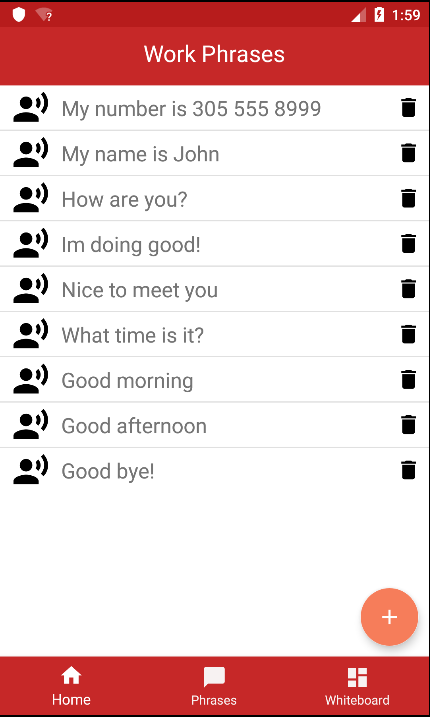 1:59
Work Phrases
My number is 305 555 8999
My name is John
How are you?
Im doing good!
Nice to meet you
What time is it?
Good morning
Good afternoon
Good bye!
+
Home
Phrases
Whiteboard